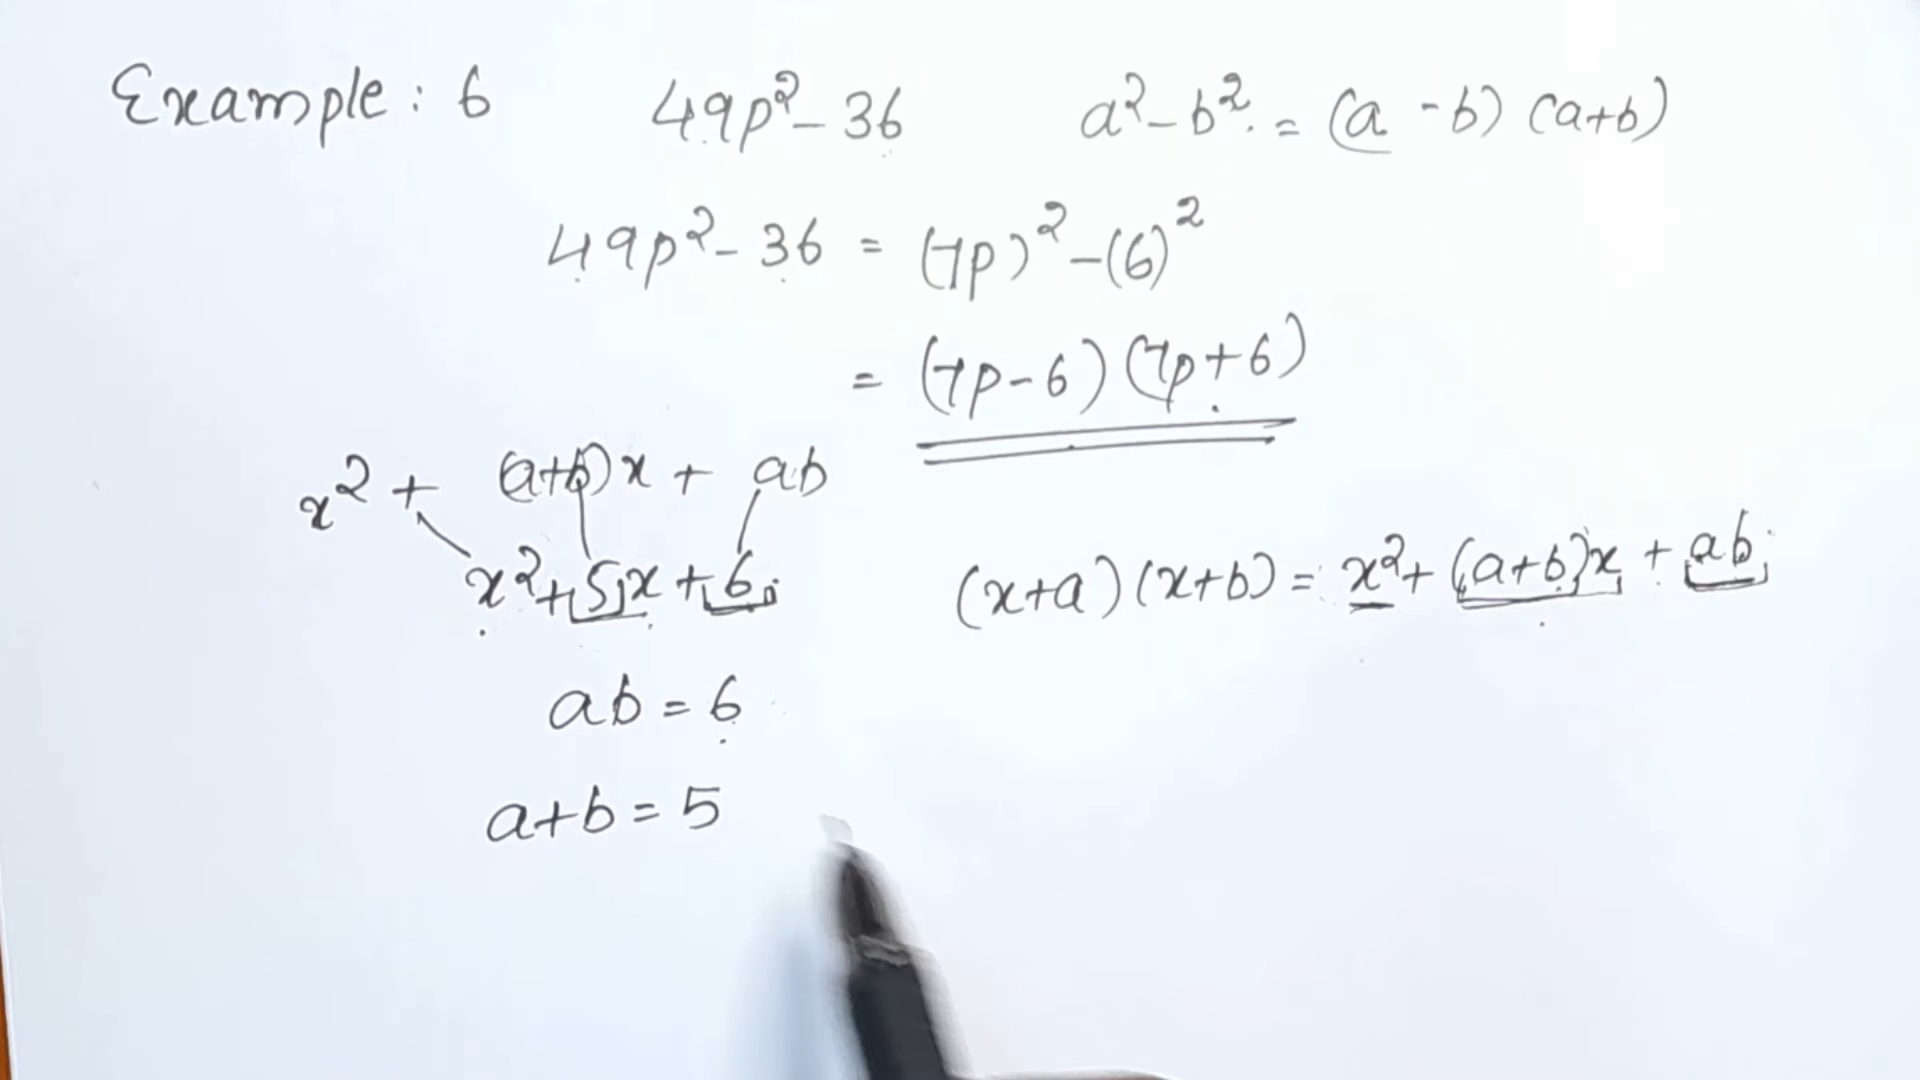 Example : 6 49p² - 36 a² - b² = (a - b) (a+b)
49p² - 36 = (7p)² - (6)²
= (7p - 6) (7p + 6)
x² + (a+b)x + ab
x² + 5x + 6 (x+a) (x+b) = x² + (a+b)x + ab
ab = 6
a+b = 5